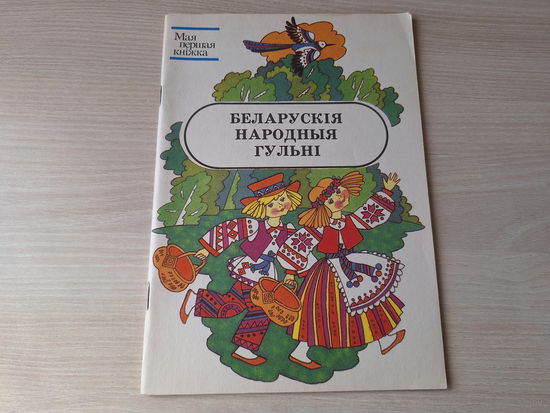 Мая
першая
кніжка
БЕЛАРУСКІЯ
НАРОДНЫЯ
ГУЛЬНІ